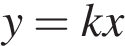 y = kx